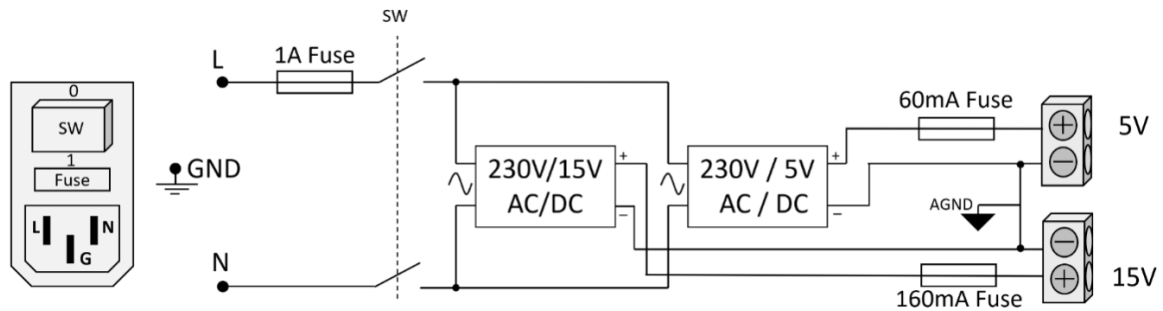 SW
L
1A Fuse
0
SW
1
Fuse
L
N
G
GND
N
230V/15V
AC/DC
+
−
230V / 5V
AC / DC
+
−
60mA Fuse
+
−
5V
AGND
−
+
15V
160mA Fuse